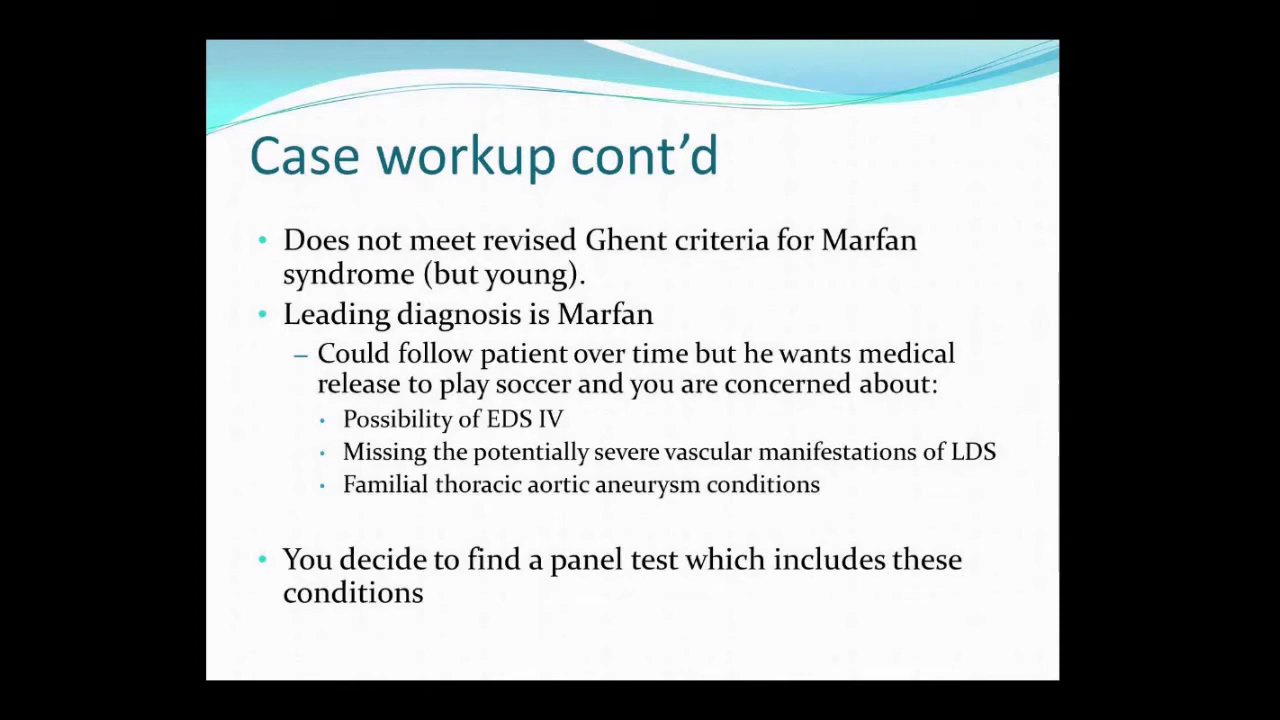 Case workup cont’d
• Does not meet revised Ghent criteria for Marfan
syndrome (but young).
• Leading diagnosis is Marfan
– Could follow patient over time but he wants medical
release to play soccer and you are concerned about:
• Possibility of EDS IV
• Missing the potentially severe vascular manifestations of LDS
• Familial thoracic aortic aneurysm conditions
• You decide to find a panel test which includes these
conditions